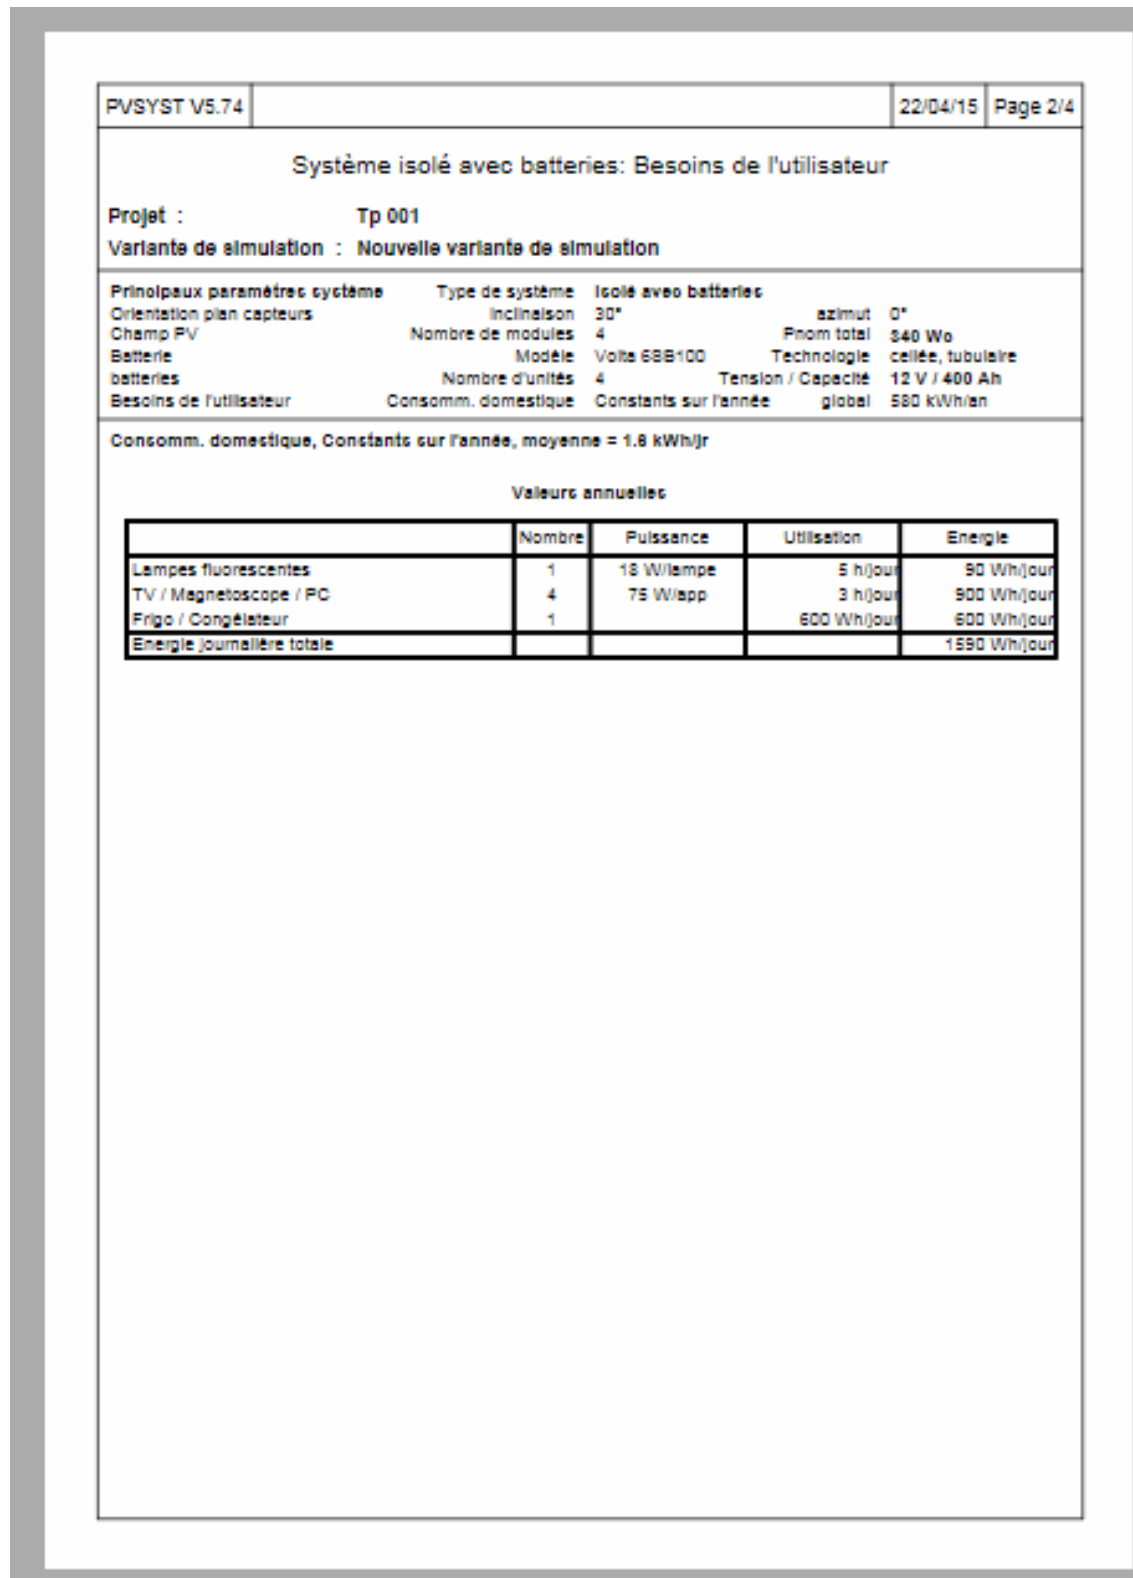 PVSYST V5.74 22/04/15 Page 2/4
Système isolé avec batteries: Besoins de l'utilisateur
Projet : Tp 001
Variante de simulation : Nouvelle variante de simulation
Principaux paramètres système Type de système Isolé avec batteries
Orientation plan capteurs inclinaison 30° azimut 0°
Champ PV Nombre de modules 4 Pnom total 340 Wc
Batterie Modèle Volta 6SB100 Technologie cellée, tubulaire
batteries Nombre d'unités 4 Tension / Capacité 12 V / 400 Ah
Besoins de l'utilisateur Consomm. domestique Constants sur l'année global 580 kWh/an
Consomm. domestique, Constants sur l'année, moyenne = 1.6 kWh/jr
Valeurs annuelles
Nombre Puissance Utilisation Energie
Lampes fluorescentes 1 18 W/lampe 5 h/jour 90 Wh/jour
TV / Magnetoscope / PC 4 75 W/app 3 h/jour 900 Wh/jour
Frigo / Congélateur 1 600 Wh/jour 600 Wh/jour
Energie journalière totale 1590 Wh/jour